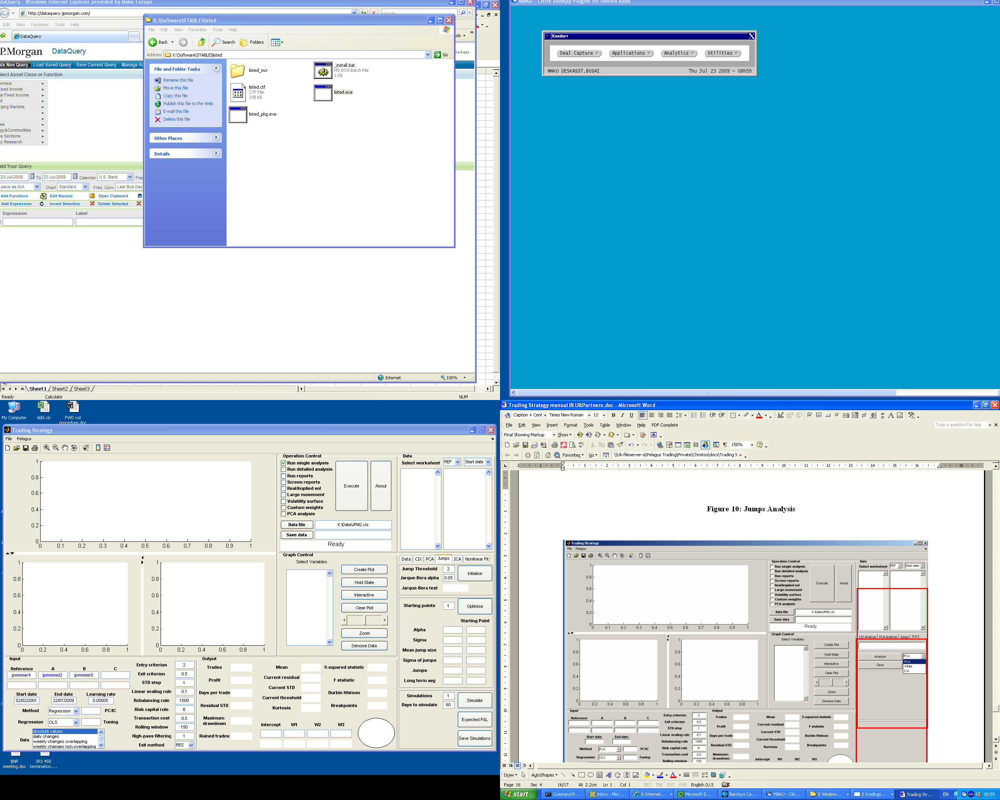 ataQuery - Windows Internet Explorer provided by Mako Europe
http://dataquery.jpmorgan.com/
Google
Edit View Favorites Tools Help
DataQuery
P.Morgan DataQuery
ate New Query Load Saved Query Save Current Query Manage Sa
elect Asset Class or Function
nomics
ixed Income
al Fixed Income
it
rging Markets
es
gy&Commodities
s Sections
ty Research
ild Your Query
23-Jul-2008 To 23-Jul-2009 Calendar U.S. Bank Fred
eave as N/A Chart Standard Freq. Conv Last Bus Day
Add Functions Edit Macros Open Clipboard
Add Expression Invert Selection Delete Selected
Expression Label
Internet 100%
Sheet1 Sheet2 Sheet3
Ready Calculate NUM
ols
Markets
X:\Software\STABLE\listed
File Edit View Favorites Tools Help
Back Search Folders
Address X:\Software\STABLE\listed Go
File and Folder Tasks
Rename this file
Move this file
Copy this file
Publish this file to the Web
E-mail this file
Delete this file
Other Places
Details
listed_mcr
_install.bat
MS-DOS Batch File
1 KB
listed.ctf
CTF File
199 KB
listed.exe
listed_pkg.exe
MAKO - Citrix XenApp Plugins for Hosted Apps
Kondor+
Deal Capture Applications Analytics Utilities
MAKO DESKASST.BUSAI Thu Jul 23 2009 - 08h59
My Computer
ddd.xls
FWD vol
procedure.doc
Trading Strategy
File Pelagus
1
0.8
0.6
0.4
0.2
0
0 0.1 0.2 0.3 0.4 0.5 0.6 0.7 0.8 0.9 1
1
0.8
0.6
0.4
0.2
0
0 0.2 0.4 0.6 0.8 1
1
0.8
0.6
0.4
0.2
0
0 0.2 0.4 0.6 0.8 1
Operation Control
Run single analysis
Run detailed analysis
Run reports
Screen reports
Real/Implied vol
Large movement
Volatility surface
Custom weights
PCA analysis
Execute
About
Data file X:\Data\JPM2.xls
Save data
Ready
Data
Select worksheet REF Start date
Graph Control
Select Variables
Create Plot
Hold State
Interactive
Clear Plot
Zoom
Denoise Data
Data CIX PCA Jumps ICA Nonlinear Fit
Jump Threshold 2
Initialise
Jarque-Bera alpha 0.05
Jarque-Bera test
Starting points 1
Optimise
Starting Point
Alpha
Sigma
Mean jump size
Sigma of jumps
Jumps
Long term avg
Simulations 1
Simulate
Days to simulate 60
Expected P&L
Save Simulations
Input
Reference A B C
jpmmmer4 jpmmmed2 jpmmmer6
Start date End date Learning rate
02/02/2001 22/07/2009 0.00005
Method Regression PC/IC
Regression OLS Tuning
Data
absolute values
daily changes
weekly changes overlapping
weekly changes non-overlapping
Entry criterion 2
Exit criterion 0.5
STD step 1
Linear scaling rule 0.1
Rebalancing rule 1000
Risk capital rule 6
Transaction cost 0.5
Rolling window 150
High-pass filtering 1
Exit method RES
Output
Trades
Profit
Days per trade
Residual STD
Maximum
drawdown
Ruined trades
Mean
Current residual
Current STD
Current threshold
Kurtosis
R-squared statistic
F statistic
Durbin-Watson
Breakpoints
Intercept W1 W2 W3
BNP
meeting.doc
IRS 458
termination....
Trading Strategy manual BLU&Partners.doc - Microsoft Word
Caption + Cent Times New Roman 12 B I U
File Edit View Insert Format Tools Table Window Help PDF Complete
Type a question for help
Final Showing Markup Show
150%
Favorites Go \\Uk-fileserver-a\Pelagus Trading\Private\Christos\docs\Trading S
2 1 1 2 3 4 5 6 7 8 9 10 11 12 13 14 15 16 18
Figure 10: Jumps Analysis
Trading Strategy
File Pelagus
1
0.8
0.6
0.4
0.2
0
0 0.1 0.2 0.3 0.4 0.5 0.6 0.7 0.8 0.9 1
1
0.8
0.6
0.4
0.2
0
0 0.2 0.4 0.6 0.8 1
1
0.8
0.6
0.4
0.2
0
0 0.2 0.4 0.6 0.8 1
Operation Control
Run single analysis
Run detailed analysis
Run reports
Screen reports
Real/Implied vol
Large movement
Volatility surface
Custom weights
PCA analysis
Execute
About
Data file X:\Data\JPM2.xls
Save data
Ready
Data
Select worksheet REF Start date
Graph Control
Select Variables
Create Plot
Hold State
Interactive
Clear Plot
Zoom
Denoise Data
CIX Analysis PCA Analysis Jumps ICA
Analyse PCA
Save
PCA
White
ICA
Input
Reference A B C
Start date End date
Method PCA PC/IC
Regression OLS Tuning
Entry criterion 2
Exit criterion 0.5
STD step 1
Linear scaling rule 0.1
Rebalancing rule 1000
Risk capital rule 6
Transaction cost 0.5
Rolling window 150
Output
Trades
Profit
Days per trade
Residual STD
Maximum
drawdown
Mean
Current residual
Current STD
Current threshold
Kurtosis
R-squared statistic
F statistic
Durbin-Watson
Breakpoints
Intercept W1 W2 W3
Draw AutoShapes
Page 16 Sec 4 16/17 At 2.2cm Ln 1 Col 1 REC TRK EXT OVR English (U.S
start Command P... Inbox - Micr... 5 Internet... Microsoft E... Barclays Ca... MAKO - Citr... 3 Window... 2 tradings... Trading Str... EN 08:59